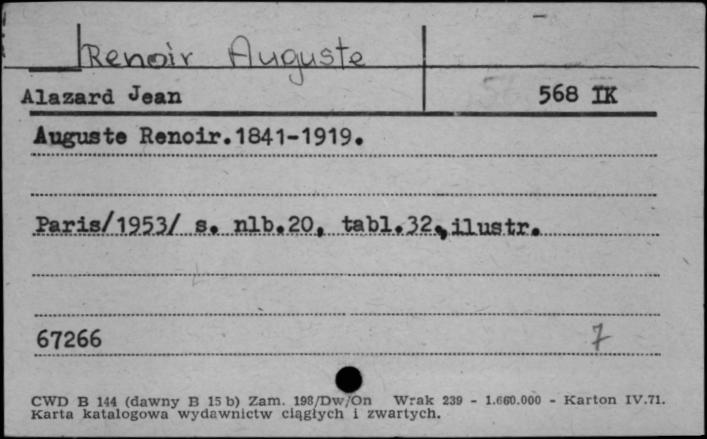 Renoir Auguste
Alazard Jean 568 IK
Auguste Renoir.1841-1919.
Paris/1953/ s. nlb.20, tabl.32., ilustr.
67266 7
CWD B 144 (dawny B 15 b) Zam. 198/Dw/On Wrak 239 - 1.660.000 - Karton IV.71.
Karta katalogowa wydawnictw ciągłych i zwartych.